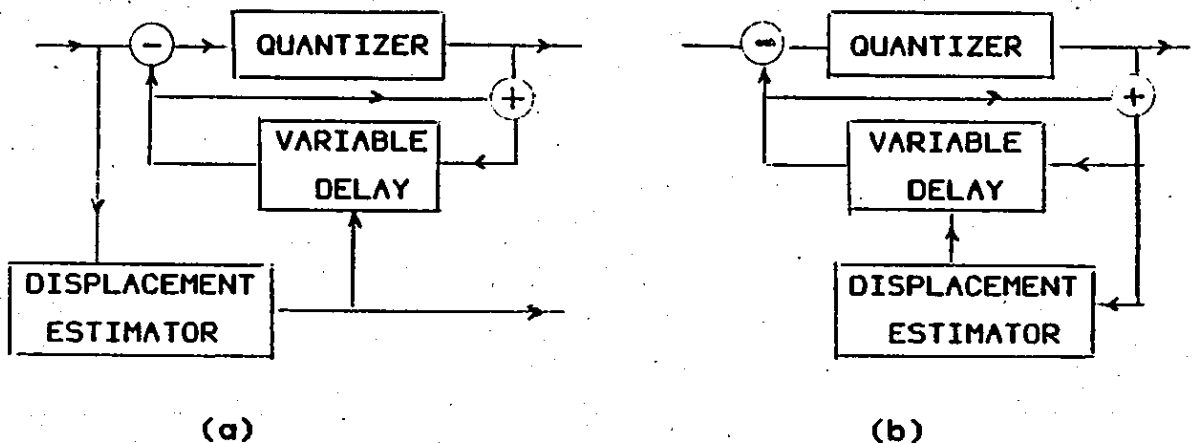 QUANTIZER
VARIABLE
DELAY
DISPLACEMENT
ESTIMATOR
(a)
QUANTIZER
VARIABLE
DELAY
DISPLACEMENT
ESTIMATOR
(b)